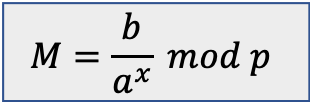 M = b/a^x mod p